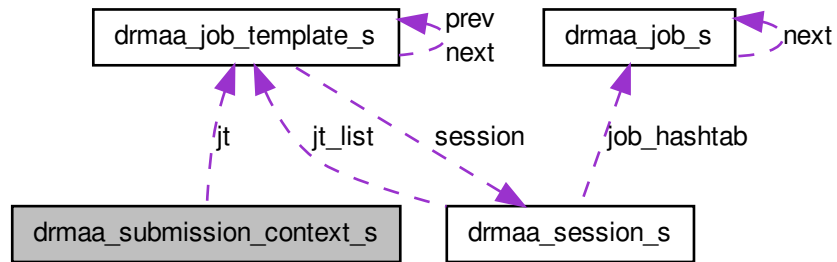 prev
drmaa_job_template_s
drmaa_job_s
next
next
jt
jt_list
session
job_hashtab
drmaa_submission_context_s
drmaa_session_s